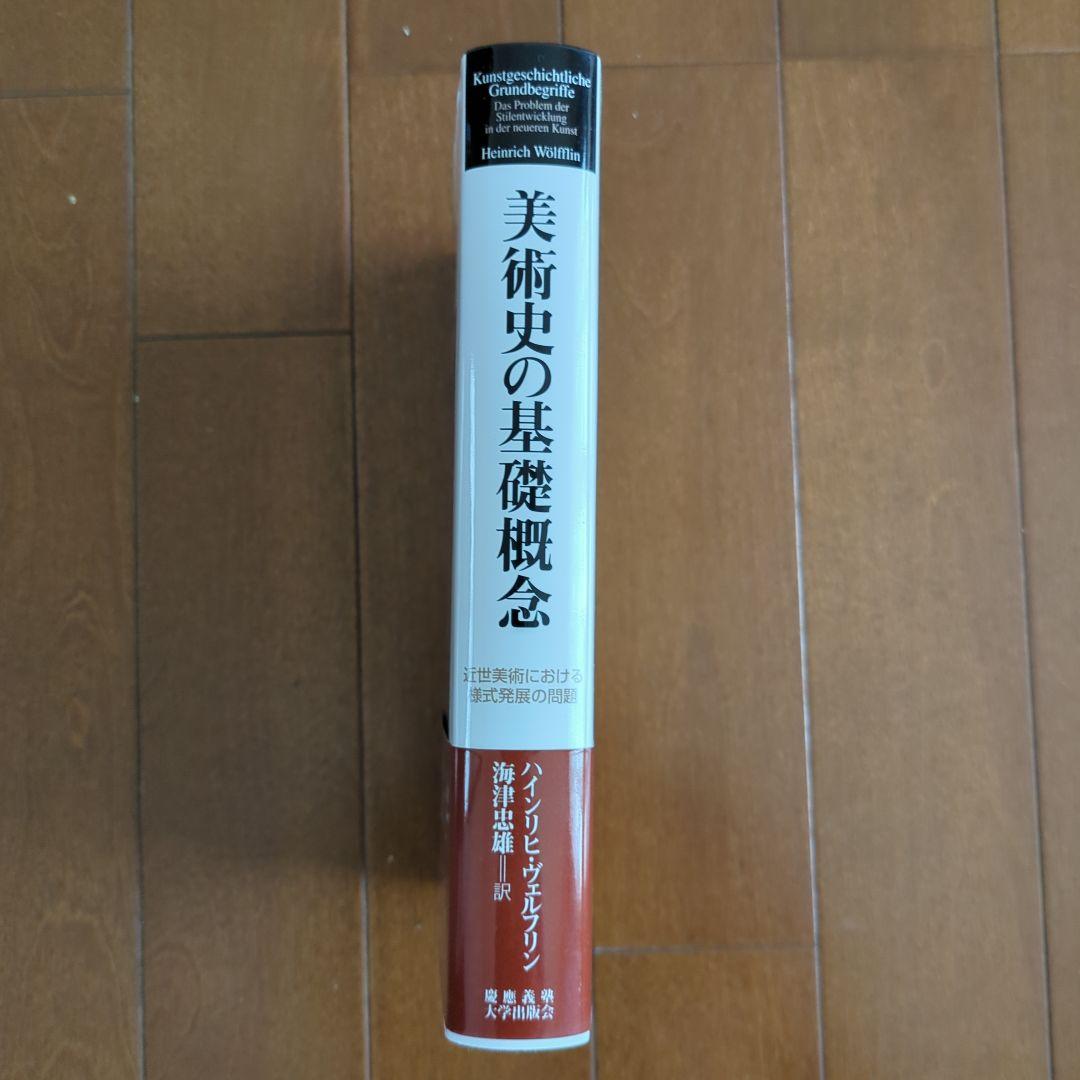 Kunstgeschichtliche
Grundbegriffe
Das Problem der
Stilentwicklung
in der neueren Kunst
Heinrich Wölfflin
美術史の基礎概念
近世美術における
様式発展の問題
ハインリヒ・ヴェルフリン
海津忠雄=訳
慶應義塾
大学出版会